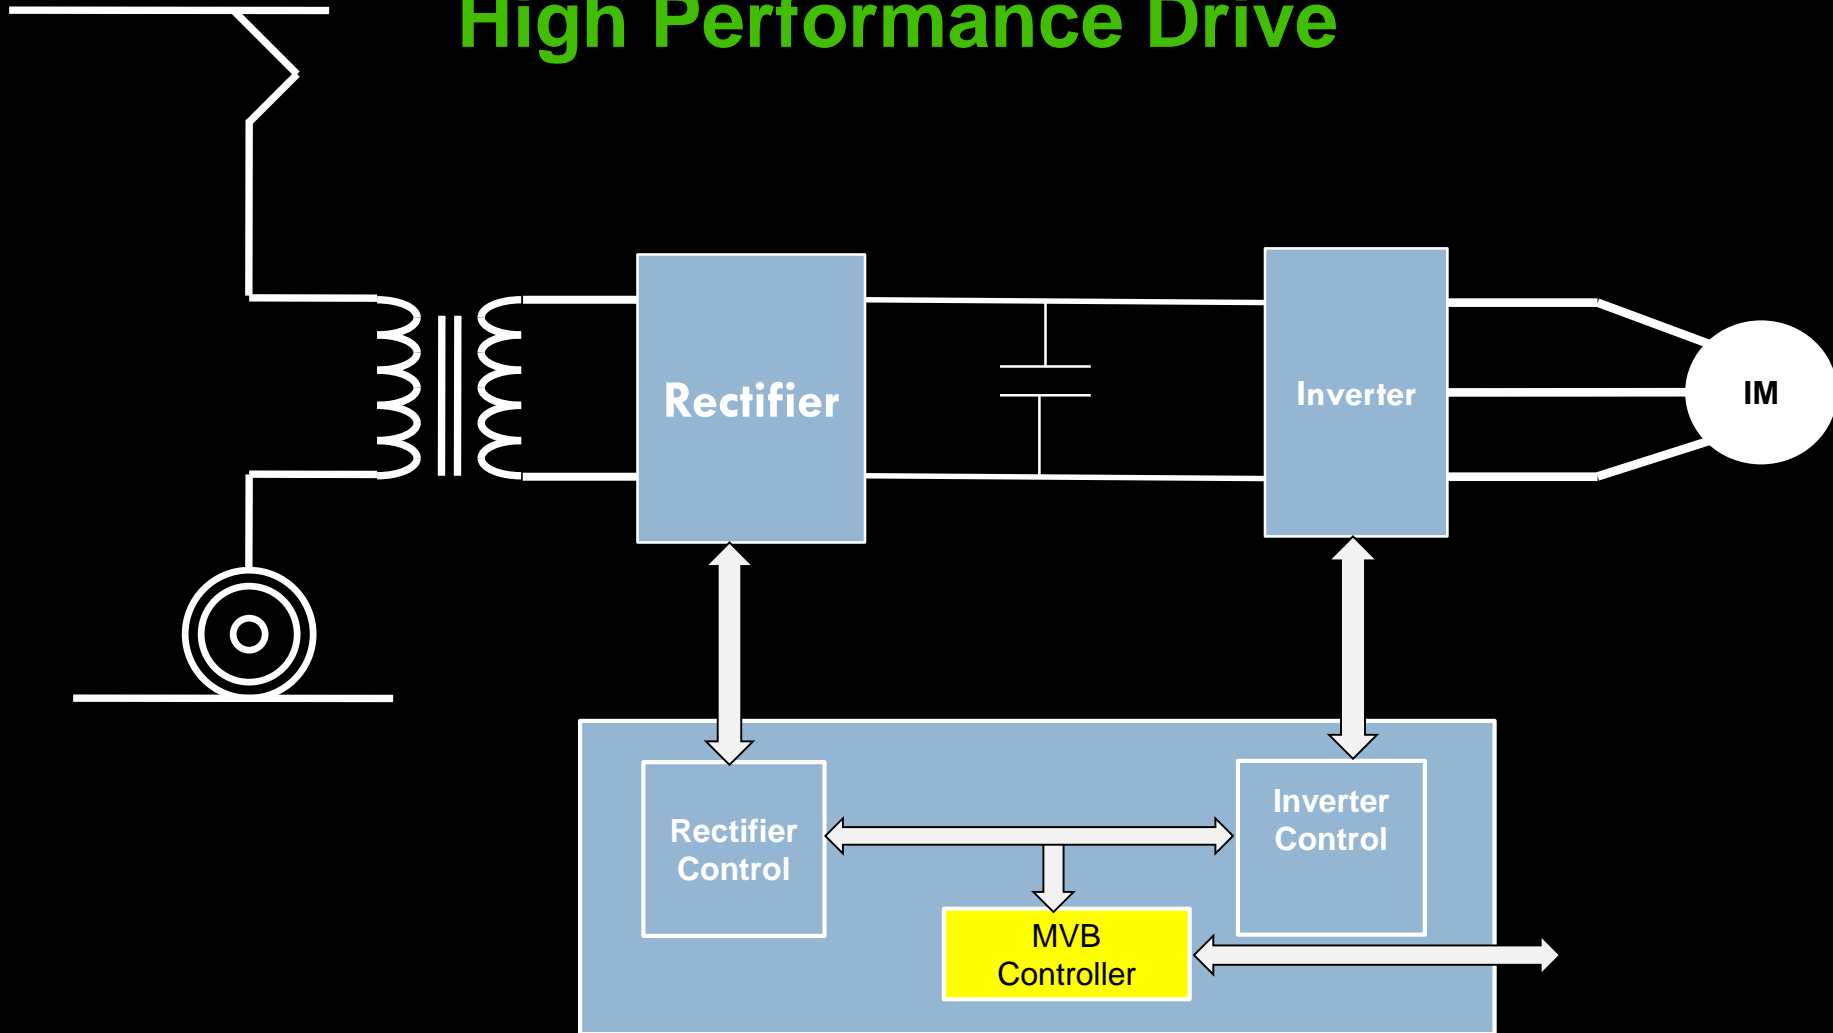 High Performance Drive
Rectifier
Inverter
IM
Rectifier
Control
Inverter
Control
MVB
Controller